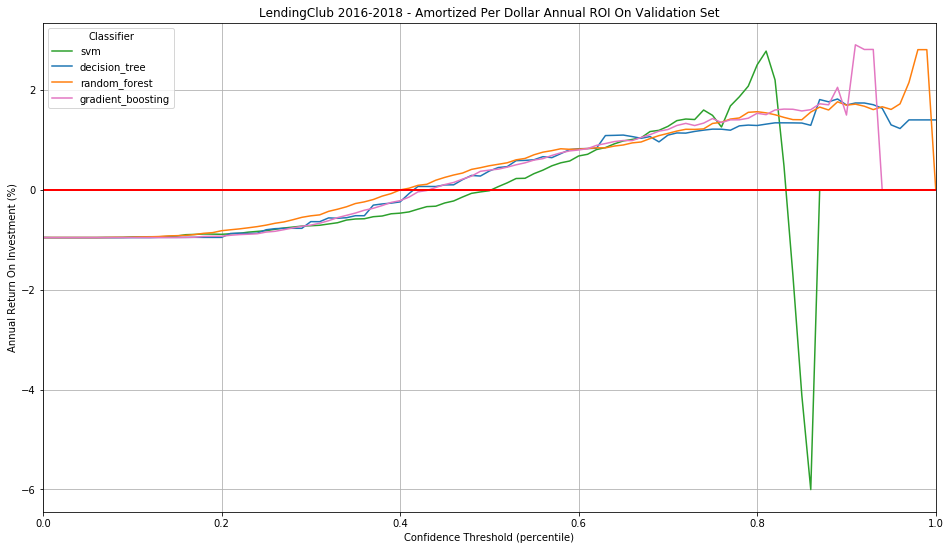 LendingClub 2016-2018 - Amortized Per Dollar Annual ROI On Validation Set
Classifier
svm
decision_tree
random_forest
gradient_boosting
Annual Return On Investment (%)
2
0
−2
−4
−6
0.0
0.2
0.4
0.6
0.8
1.0
Confidence Threshold (percentile)